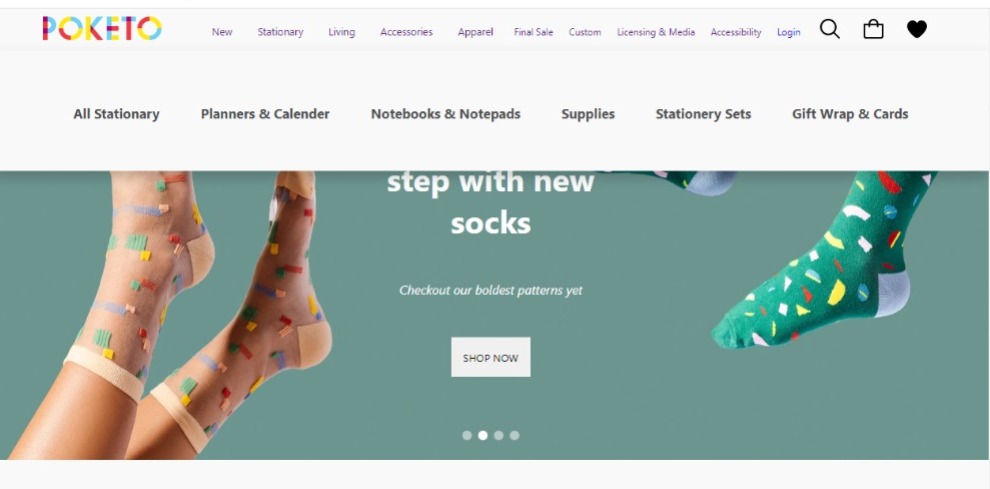 POKETO New Stationary Living Accessories Apparel Final Sale Custom Licensing & Media Accessibility Login
All Stationary Planners & Calender Notebooks & Notepads Supplies Stationery Sets Gift Wrap & Cards
step with new
socks
Checkout our boldest patterns yet
SHOP NOW